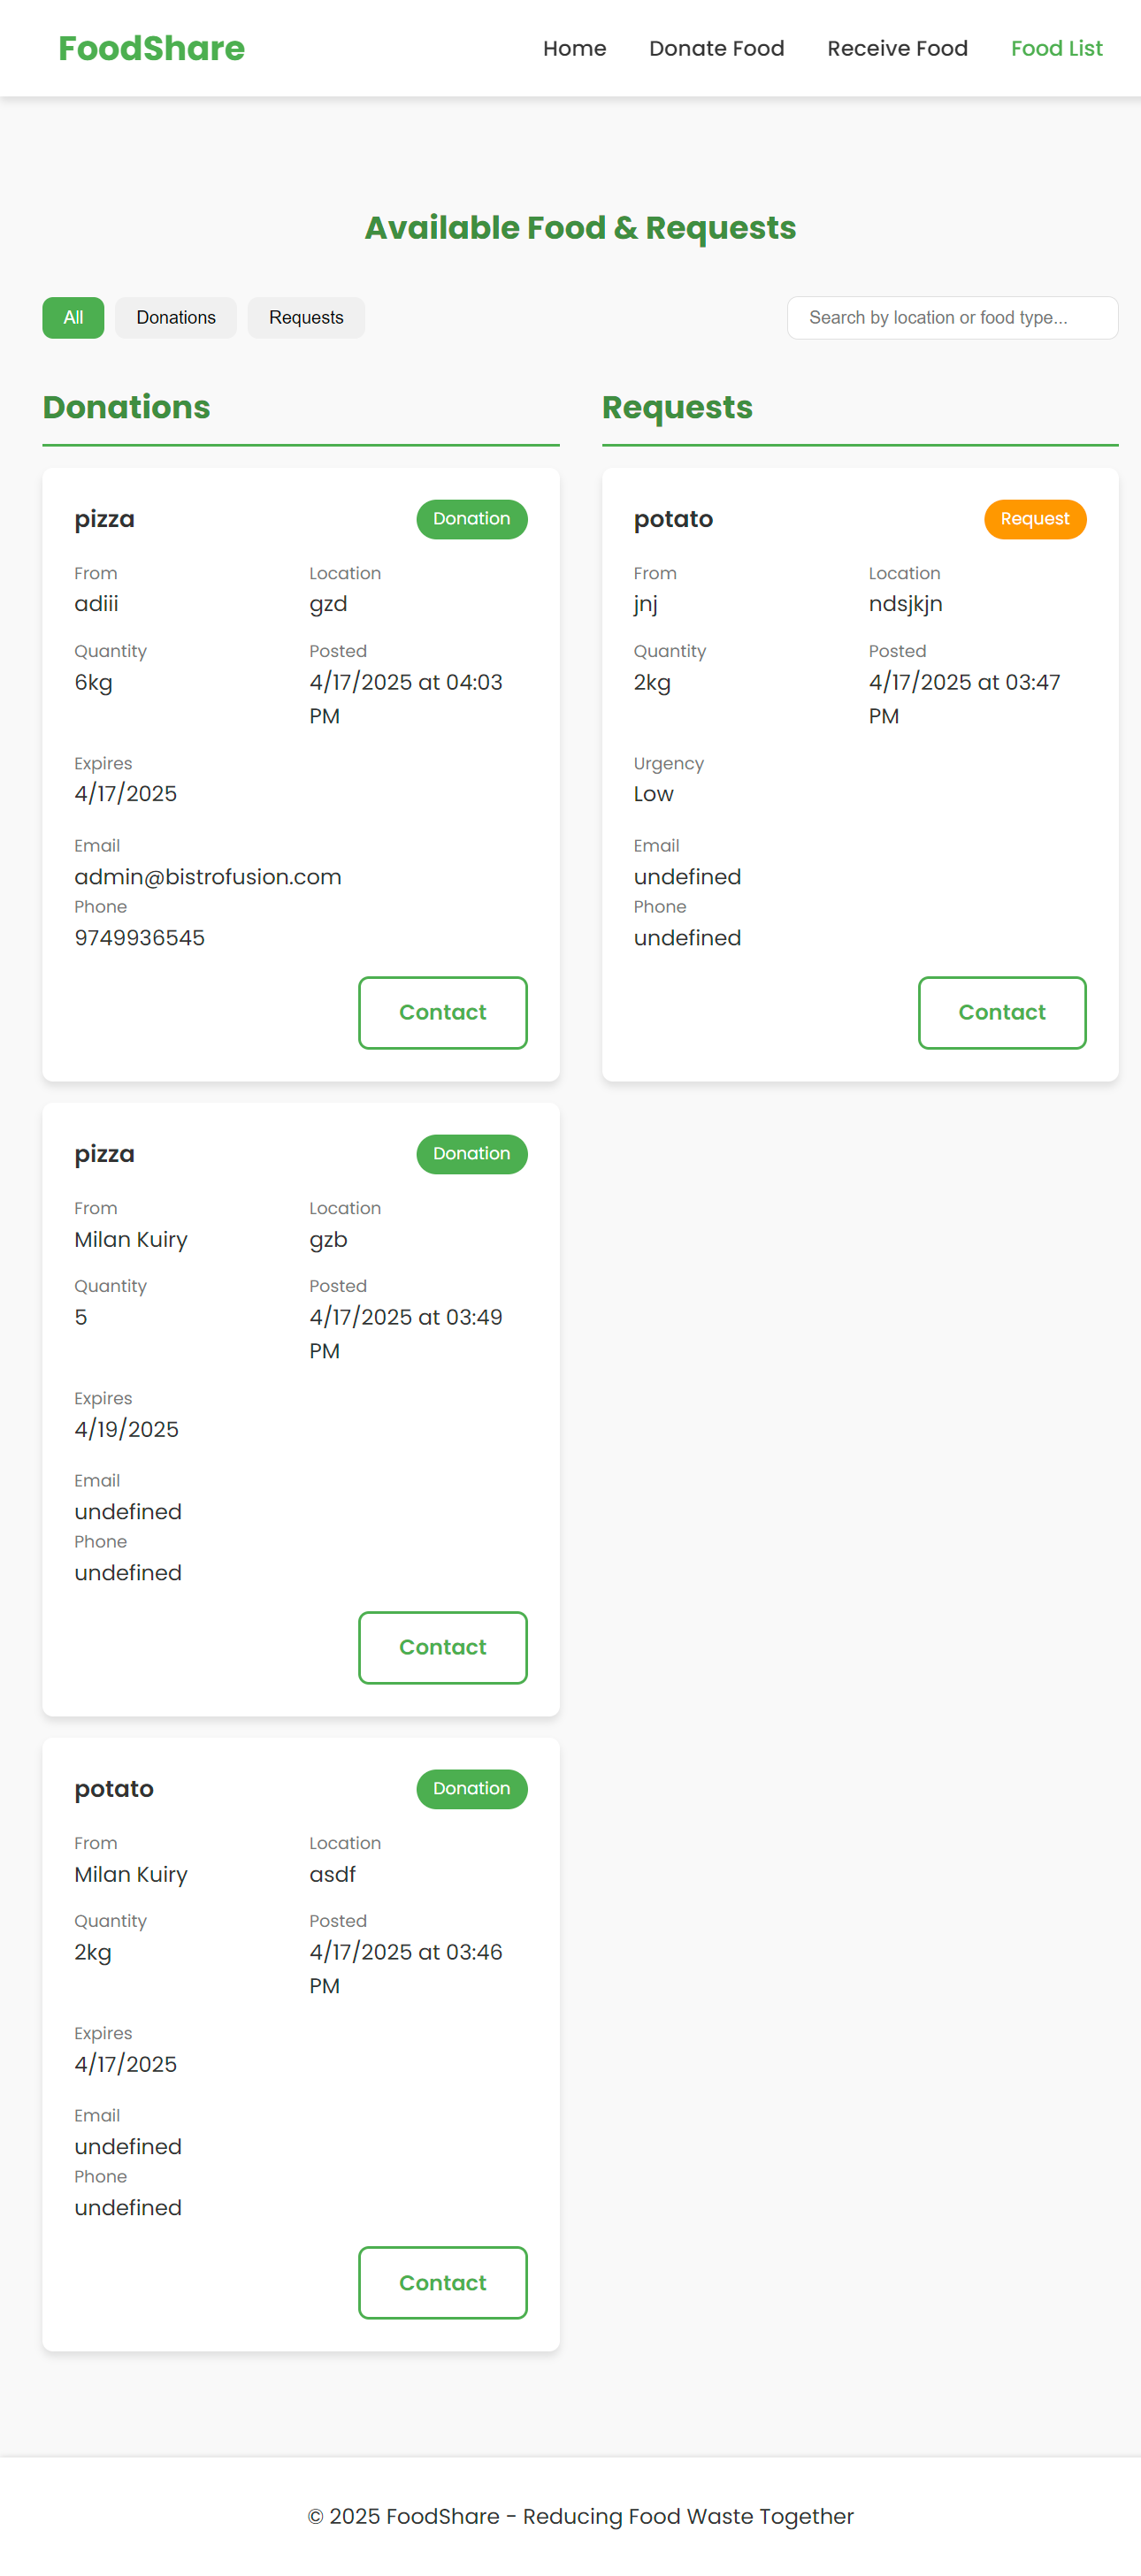 FoodShare
Home Donate Food Receive Food Food List
Available Food & Requests
All Donations Requests
Search by location or food type...
Donations
pizza Donation
From Location
adiii gzd
Quantity Posted
6kg 4/17/2025 at 04:03
PM
Expires
4/17/2025
Email
admin@bistrofusion.com
Phone
9749936545
Contact
pizza Donation
From Location
Milan Kuiry gzb
Quantity Posted
5 4/17/2025 at 03:49
PM
Expires
4/19/2025
Email
undefined
Phone
undefined
Contact
potato Donation
From Location
Milan Kuiry asdf
Quantity Posted
2kg 4/17/2025 at 03:46
PM
Expires
4/17/2025
Email
undefined
Phone
undefined
Contact
Requests
potato Request
From Location
jnj ndsjkjn
Quantity Posted
2kg 4/17/2025 at 03:47
PM
Urgency
Low
Email
undefined
Phone
undefined
Contact
© 2025 FoodShare - Reducing Food Waste Together